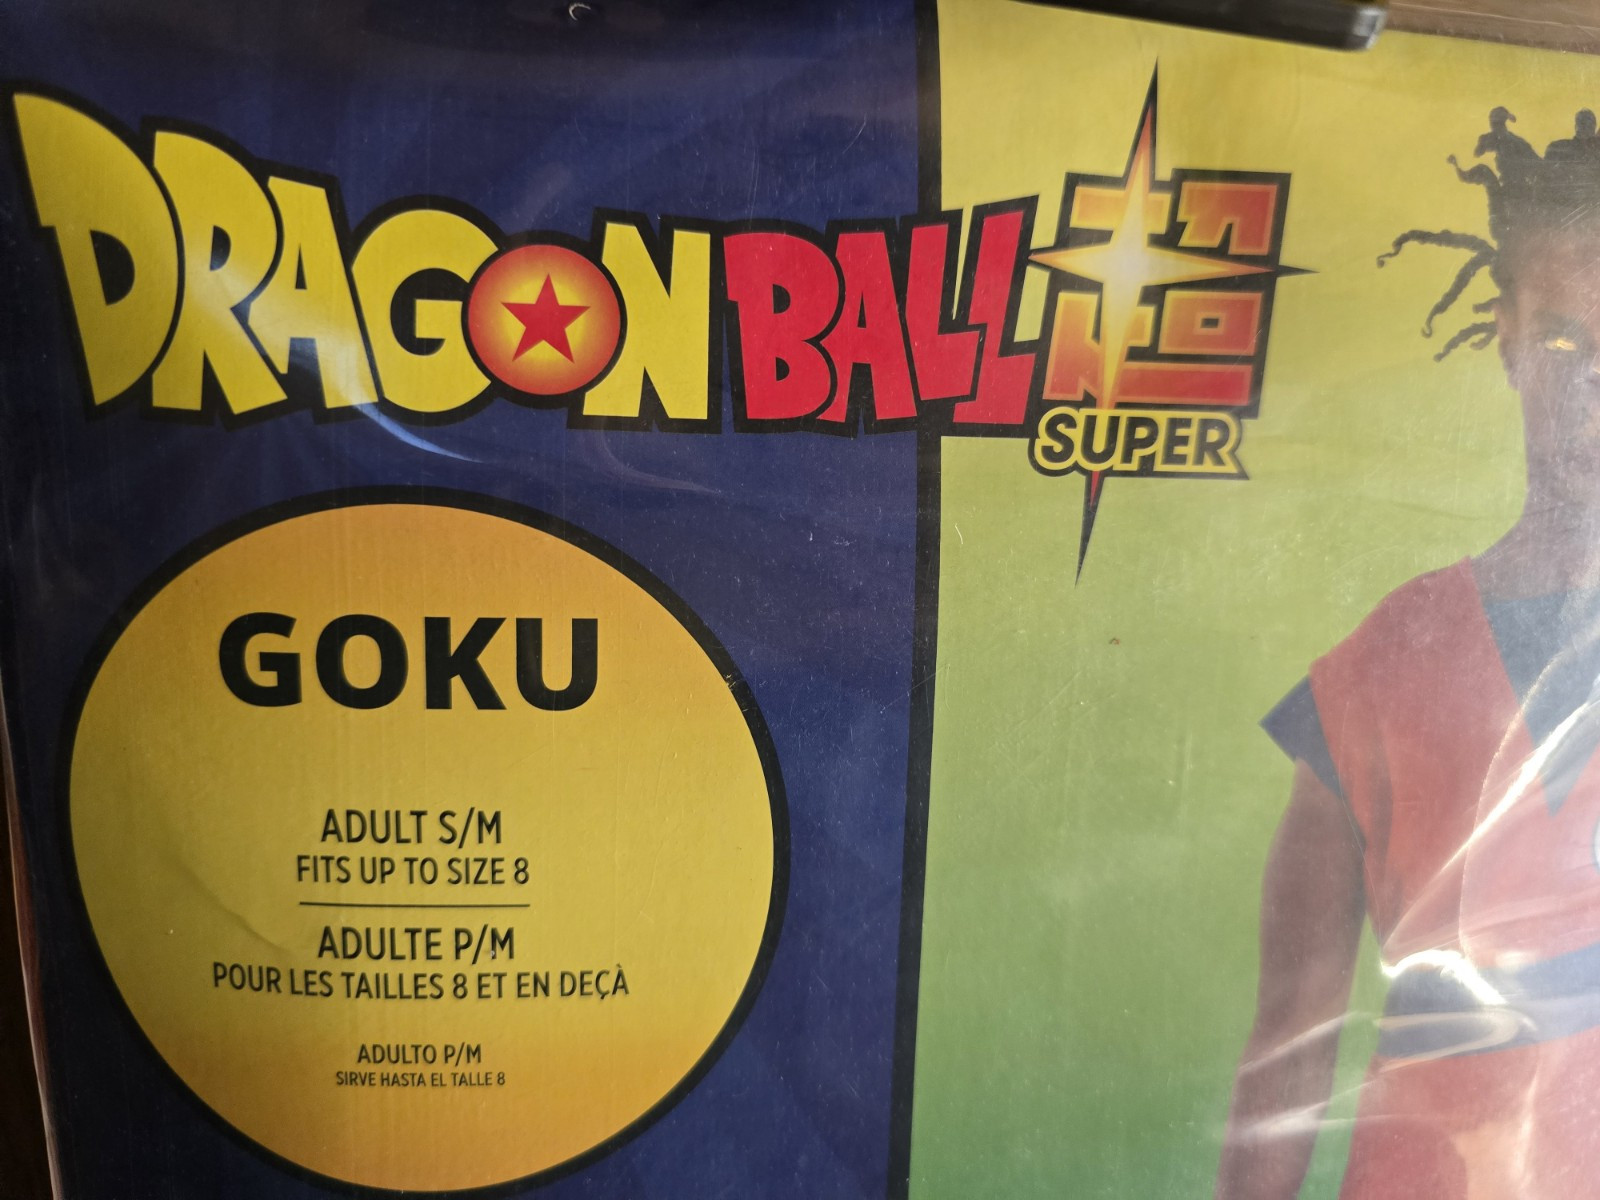 DRAGON BALL 超
SUPER
GOKU
ADULT S/M
FITS UP TO SIZE 8
ADULTE P/M
POUR LES TAILLES 8 ET EN DEÇÀ
ADULTO P/M
SIRVE HASTA EL TALLE 8